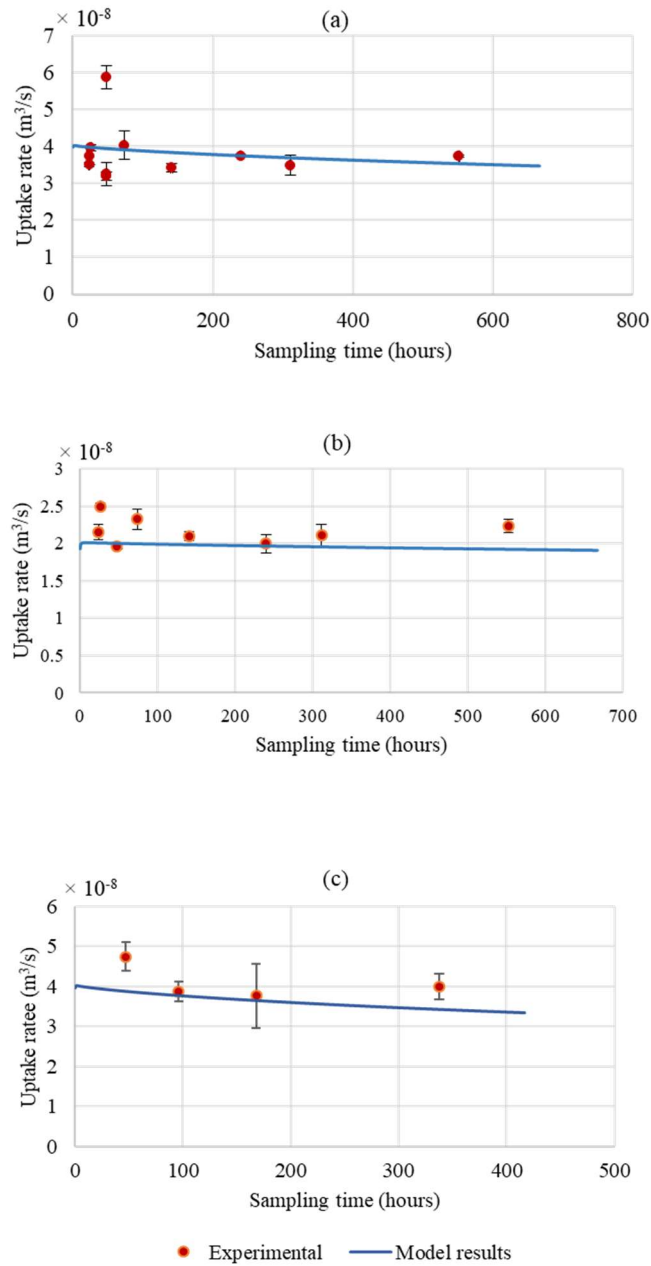 × 10⁻⁸
(a)
7
6
5
4
3
2
1
0
Uptake rate (m³/s)
0 200 400 600 800
Sampling time (hours)
(b)
× 10⁻⁸
3
2.5
2
1.5
1
0.5
0
Uptake rate (m³/s)
0 100 200 300 400 500 600 700
Sampling time (hours)
(c)
× 10⁻⁸
6
5
4
3
2
1
0
Uptake ratee (m³/s)
0 100 200 300 400 500
Sampling time (hours)
Experimental Model results